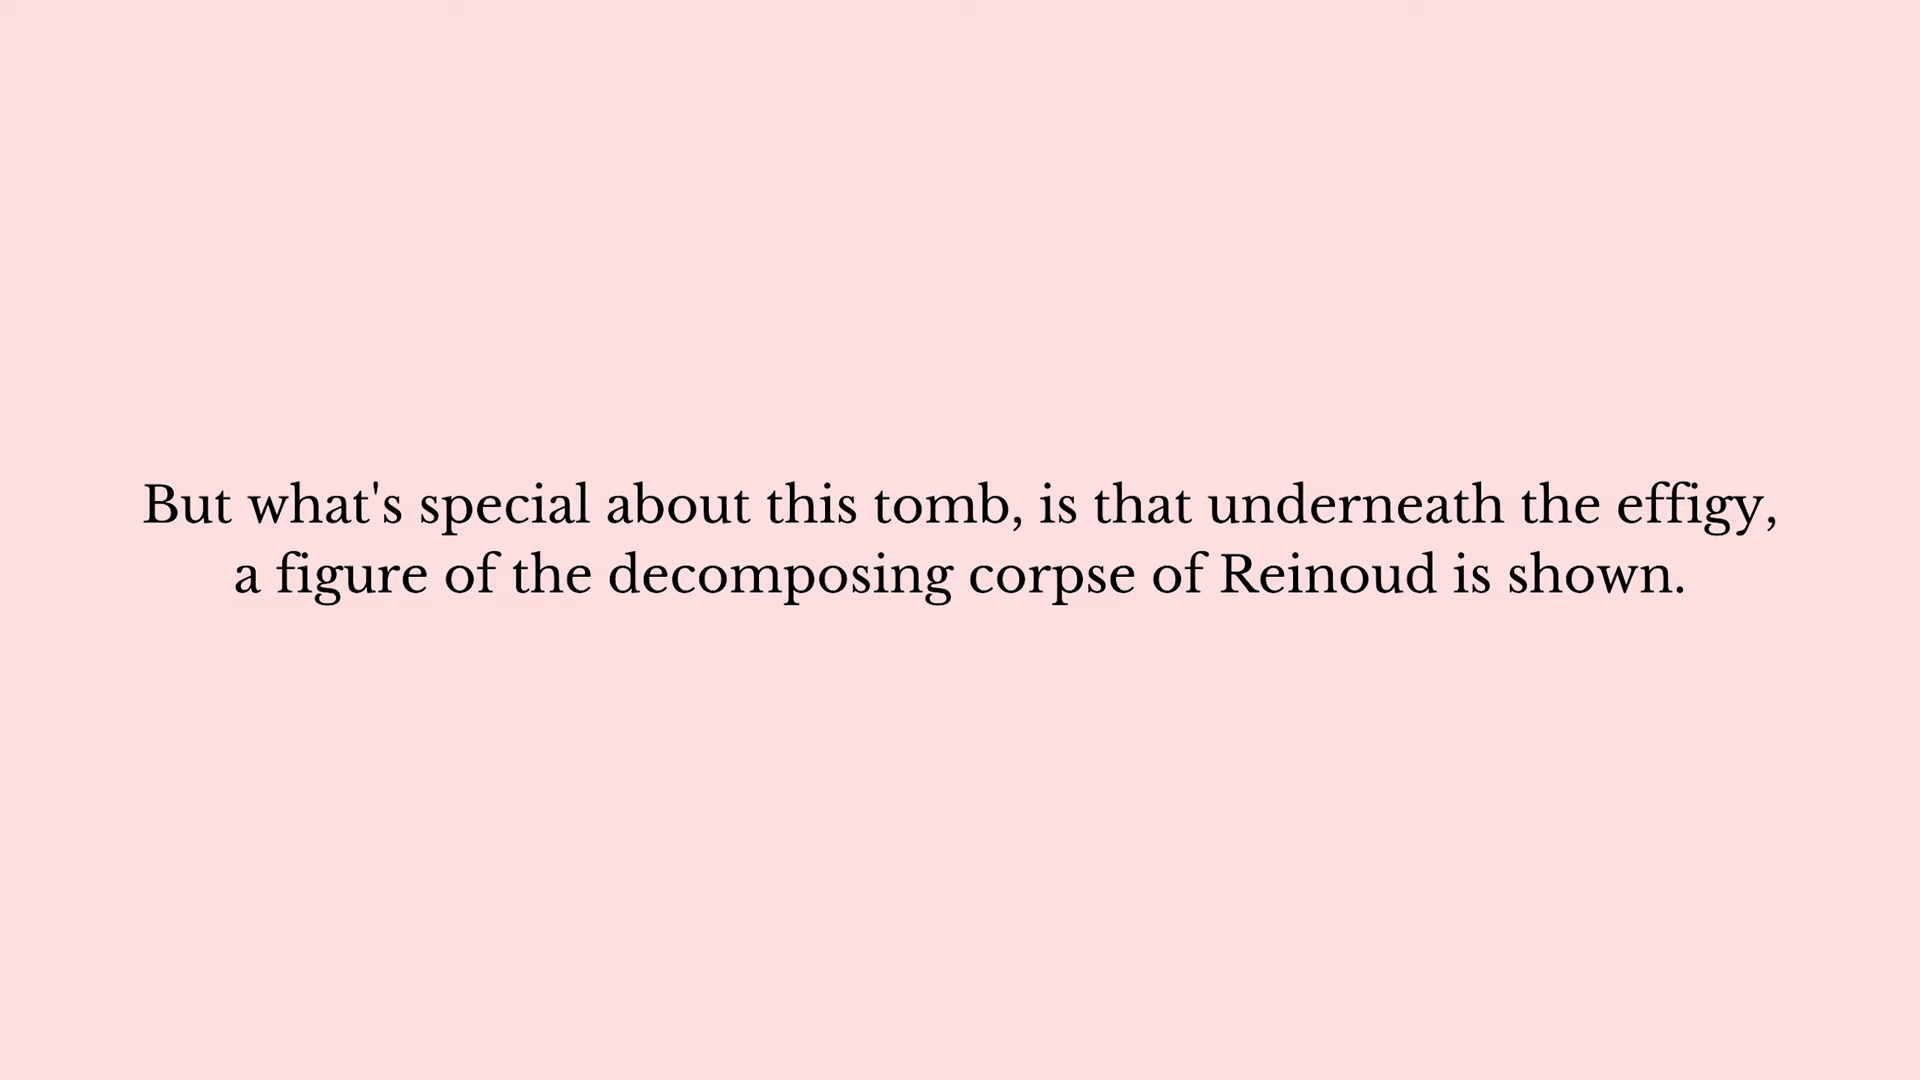 But what's special about this tomb, is that underneath the effigy,
a figure of the decomposing corpse of Reinoud is shown.